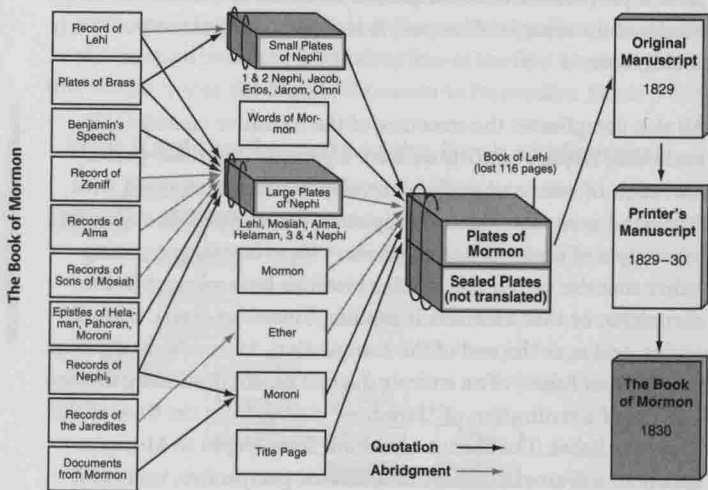 The Book of Mormon
Record of
Lehi
Plates of Brass
Benjamin's
Speech
Record of
Zeniff
Records of
Alma
Records of
Sons of Mosiah
Epistles of Hela-
man, Pahoran,
Moroni
Records of
Nephi₃
Records of
the Jaredites
Documents
from Mormon
Small Plates
of Nephi
1 & 2 Nephi, Jacob,
Enos, Jarom, Omni
Words of Mor-
mon
Large Plates
of Nephi
Lehi, Mosiah, Alma,
Helaman, 3 & 4 Nephi
Mormon
Ether
Moroni
Title Page
Book of Lehi
(lost 116 pages)
Plates of
Mormon
Sealed Plates
(not translated)
Quotation
Abridgment
Original
Manuscript
1829
Printer's
Manuscript
1829–30
The Book
of Mormon
1830